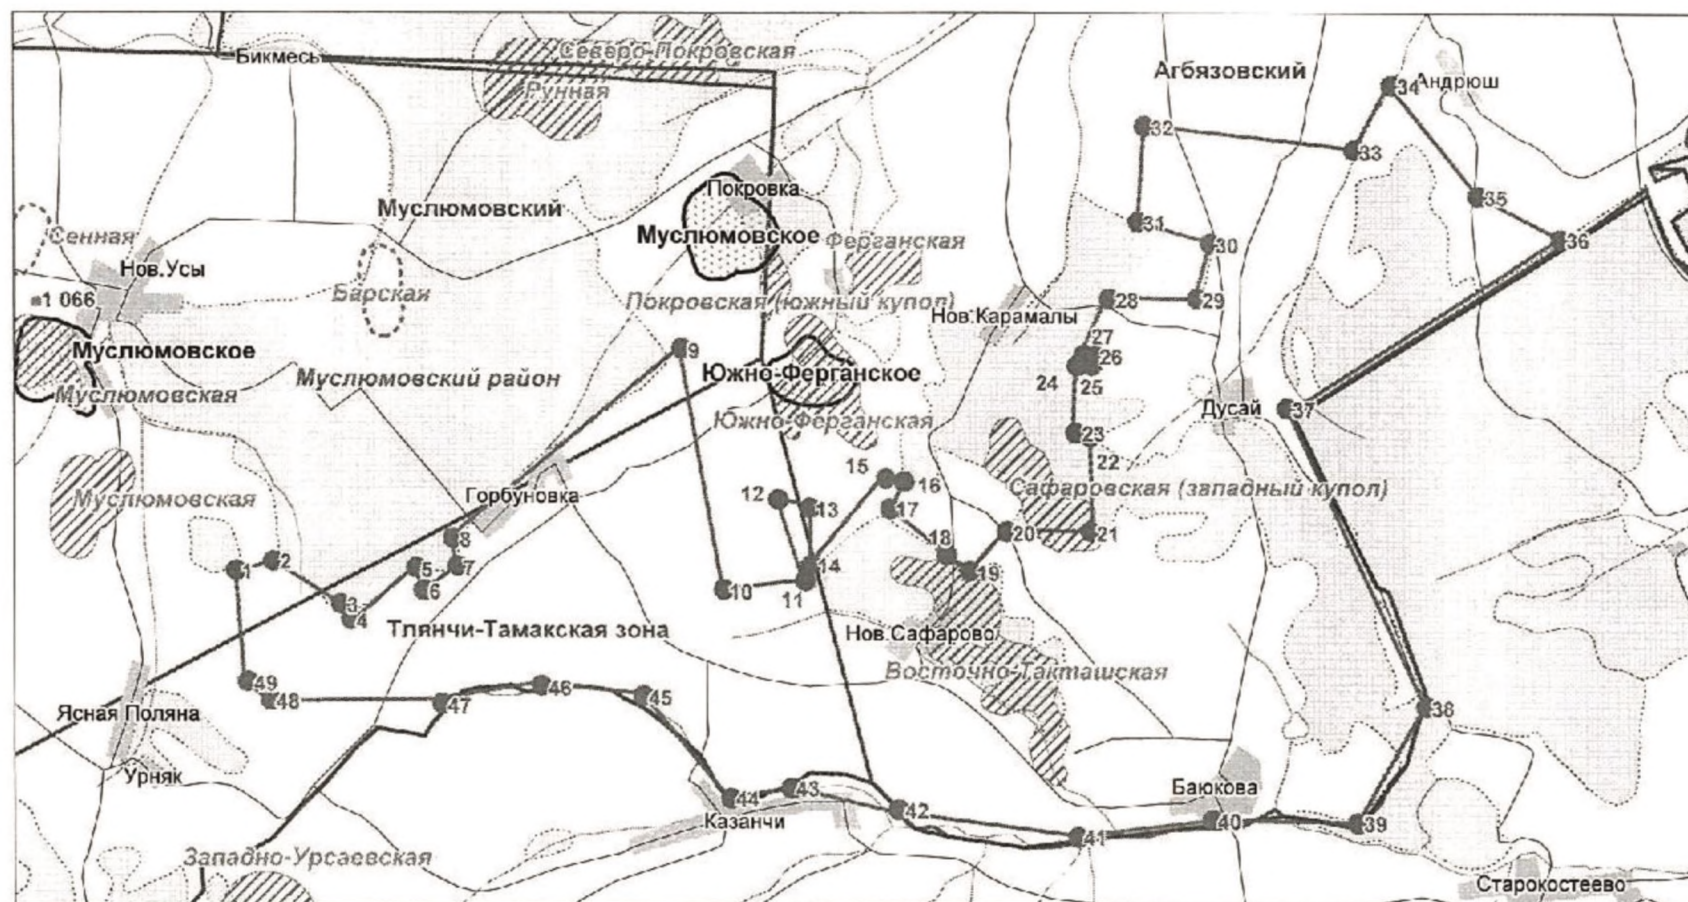 Северо-Покровская
Бикмесь
Агбязовский
34
Андрюш
Рунная
32
33
Покровка
35
Муслюмовский
31
Сенная
Муслюмовское
Ферганская
30
36
Нов.Усы
Барская
1 066
Покровская (южный купол)
28
29
Нов.Карамалы
27
Муслюмовское
9
26
Муслюмовский район
Южно-Ферганское
24
25
Муслюмовская
Дусай
37
Южно-Ферганская
23
22
15
Муслюмовская
Горбуновка
12
16
Сафаровская (западный купол)
13
17
8
20
21
2
18
1
5
7
14
19
3
6
10
11
4
Тлянчи-Тамакская зона
Нов.Сафарово
Восточно-Такташская
49
46
48
47
45
38
Ясная Поляна
Урняк
43
Баюкова
44
42
Казанчи
40
39
41
Западно-Урсаевская
Старокостеево